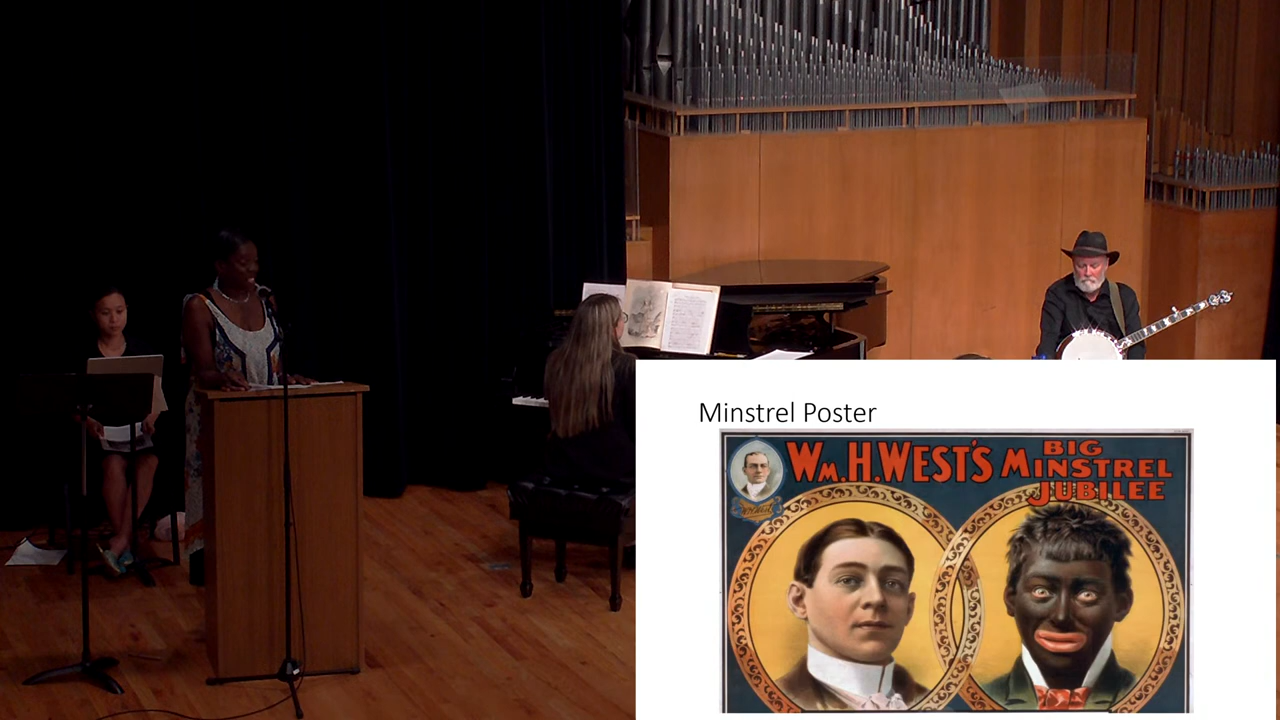 Minstrel Poster
WM. H. WEST'S
BIG
MINSTREL
JUBILEE